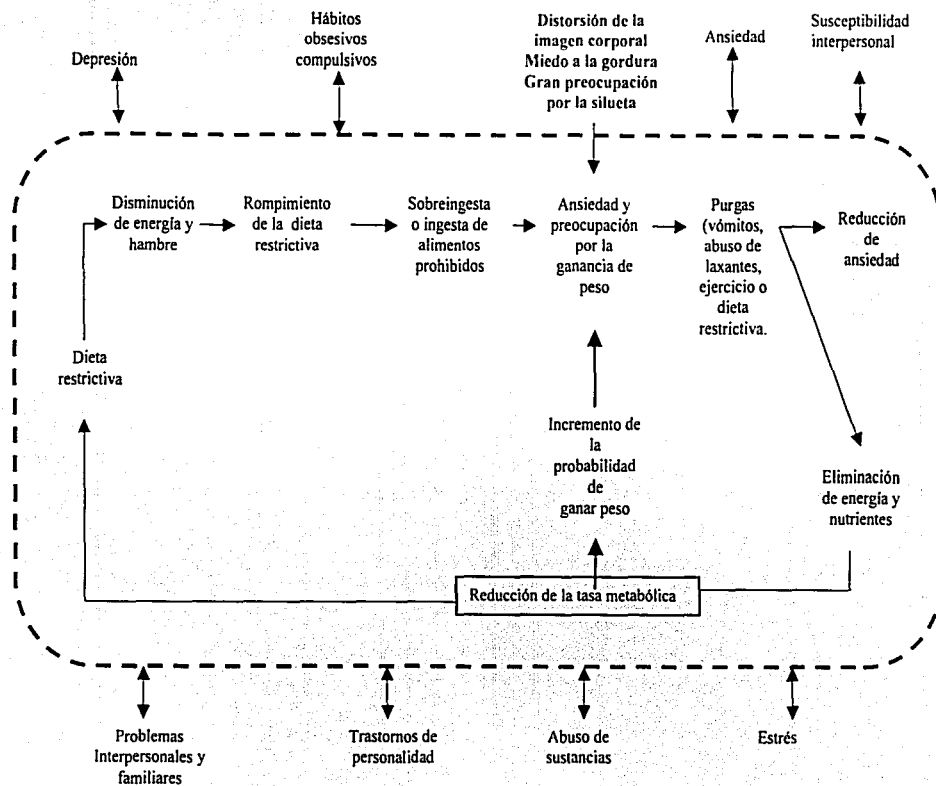 Depresión
Hábitos
obsesivos
compulsivos
Distorsión de la
imagen corporal
Miedo a la gordura
Gran preocupación
por la silueta
Ansiedad
Susceptibilidad
interpersonal
Disminución
de energía y
hambre
Rompimiento
de la dieta
restrictiva
Sobreingesta
o ingesta de
alimentos
prohibidos
Ansiedad y
preocupación
por la
ganancia de
peso
Purgas
(vómitos,
abuso de
laxantes,
ejercicio o
dieta
restrictiva.
Reducción
de
ansiedad
Dieta
restrictiva
Incremento de
la
probabilidad
de
ganar peso
Eliminación
de energía y
nutrientes
Reducción de la tasa metabólica
Problemas
Interpersonales y
familiares
Trastornos de
personalidad
Abuso de
sustancias
Estrés